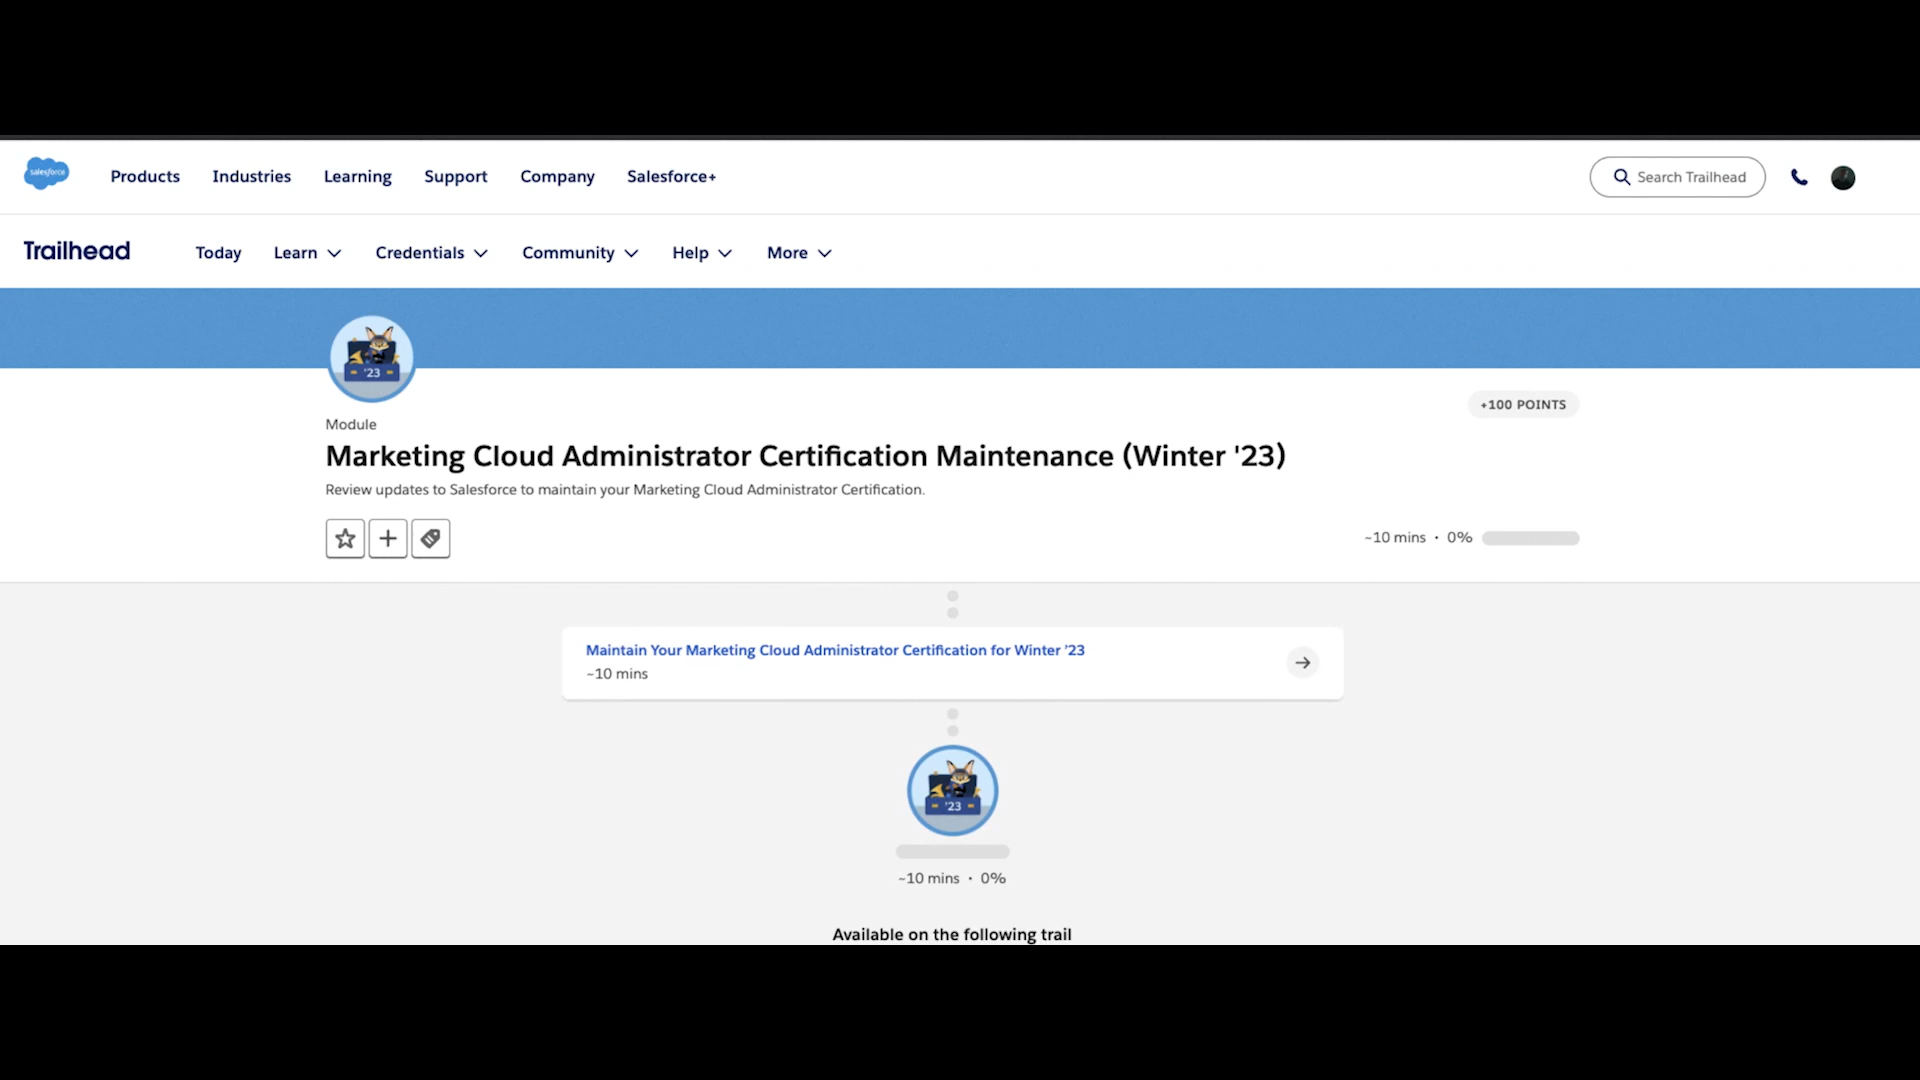 salesforce
Products Industries Learning Support Company Salesforce+ Search Trailhead
Trailhead Today Learn Credentials Community Help More
'23
+100 POINTS
Module
Marketing Cloud Administrator Certification Maintenance (Winter '23)
Review updates to Salesforce to maintain your Marketing Cloud Administrator Certification.
~10 mins • 0%
Maintain Your Marketing Cloud Administrator Certification for Winter ’23
~10 mins
'23
~10 mins • 0%
Available on the following trail